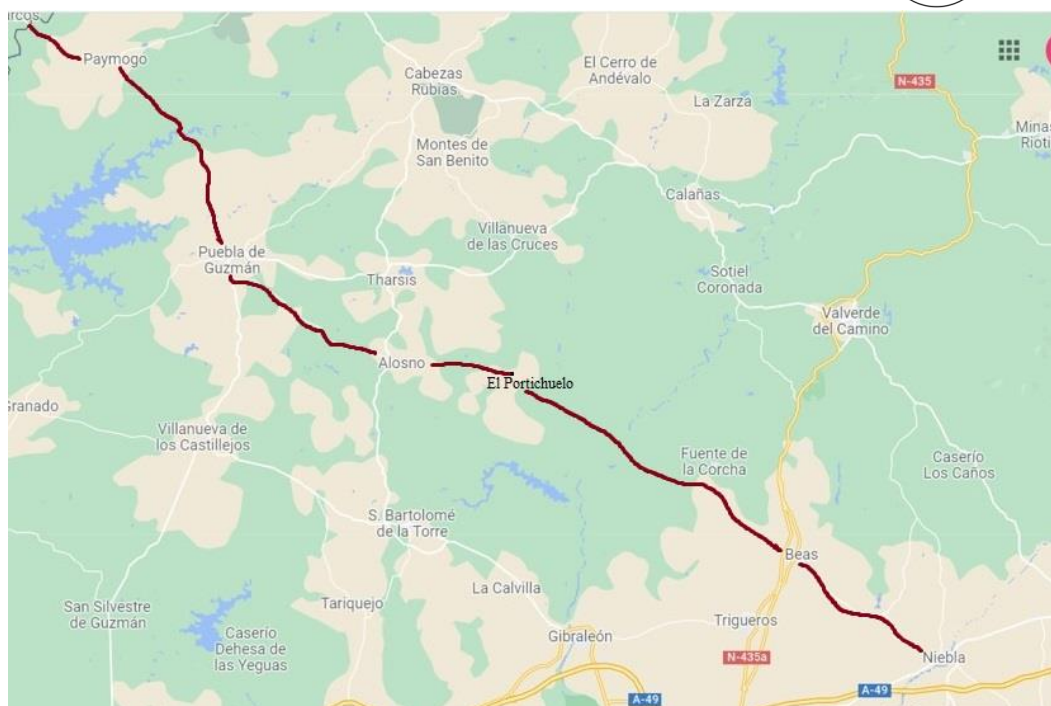 rcos
Paymogo
Cabezas
Rubias
El Cerro de
Andévalo
La Zarza
N-435
Minas
Rioti
Montes de
San Benito
Calañas
Villanueva
de las Cruces
Puebla de
Guzmán
Tharsis
Sotiel
Coronada
Valverde
del Camino
Alosno
El Portichuelo
Granado
Villanueva de
los Castillejos
Fuente de
la Corcha
Caserío
Los Caños
S. Bartolomé
de la Torre
Beas
La Calvilla
San Silvestre
de Guzmán
Tariquejo
Caserío
Dehesa de
las Yeguas
Gibraleón
Trigueros
N-435a
Niebla
A-49
A-49